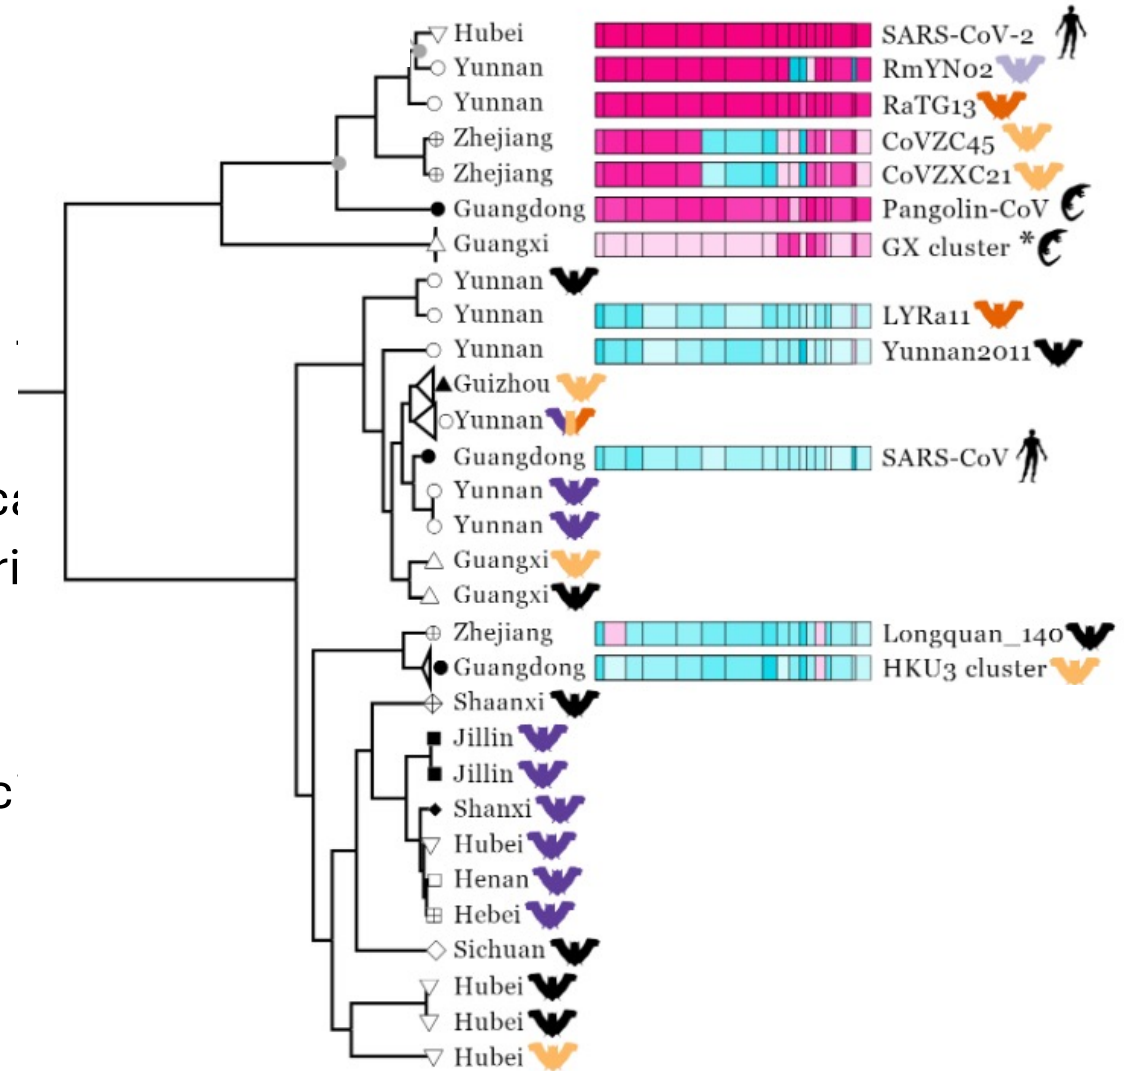 Hubei SARS-CoV-2
Yunnan RmYN02
Yunnan RaTG13
Zhejiang CoVZC45
Zhejiang CoVZXC21
Guangdong Pangolin-CoV
Guangxi GX cluster *
Yunnan
Yunnan LYRa11
Yunnan Yunnan2011
Guizhou
Yunnan
Guangdong SARS-CoV
Yunnan
Yunnan
Guangxi
Guangxi
Zhejiang Longquan_140
Guangdong HKU3 cluster
Shaanxi
Jillin
Jillin
Shanxi
Hubei
Henan
Hebei
Sichuan
Hubei
Hubei
Hubei